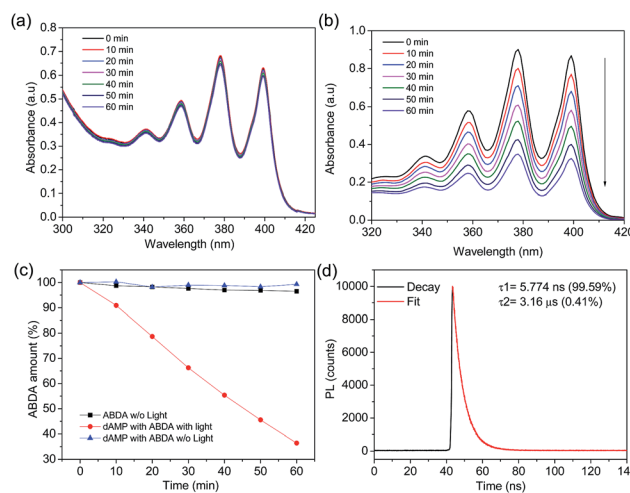 (a)
0 min
10 min
20 min
30 min
40 min
50 min
60 min
0.8
0.7
0.6
0.5
0.4
0.3
0.2
0.1
0.0
Absorbance (a.u)
300 320 340 360 380 400 420
Wavelength (nm)
(b)
0 min
10 min
20 min
30 min
40 min
50 min
60 min
1.0
0.8
0.6
0.4
0.2
0.0
Absorbance (a.u)
320 340 360 380 400 420
Wavelength (nm)
(c)
110
100
90
80
70
60
50
40
30
ABDA amount (%)
ABDA w/o Light
dAMP with ABDA with light
dAMP with ABDA w/o Light
0 10 20 30 40 50 60
Time (min)
(d)
Decay
Fit
τ1= 5.774 ns (99.59%)
τ2= 3.16 μs (0.41%)
10000
8000
6000
4000
2000
0
PL (counts)
0 20 40 60 80 100 120 14
Time (ns)